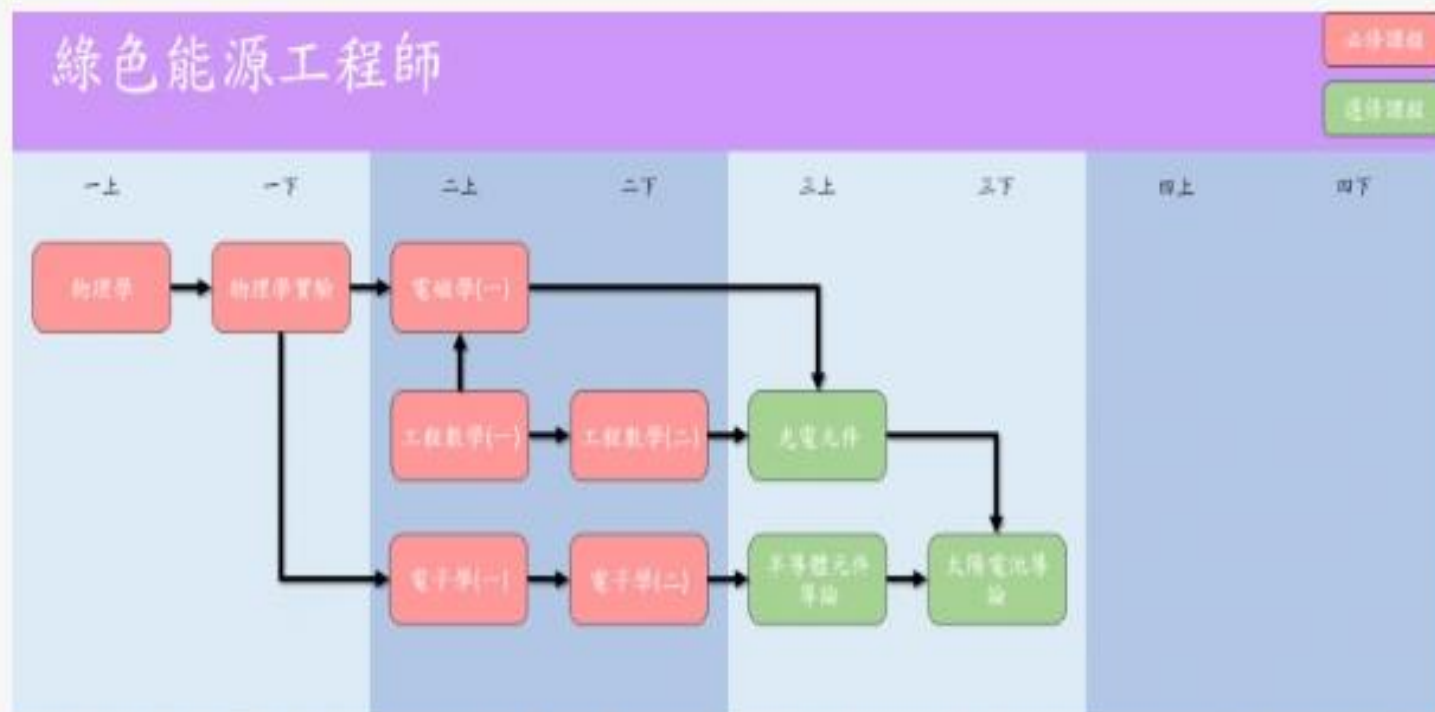 綠色能源工程師
必修課程
選修課程
一上
一下
二上
二下
三上
三下
四上
四下
物理學
物理學實驗
電磁學(一)
工程數學(一)
工程數學(二)
光電元件
電子學(一)
電子學(二)
半導體元件
導論
太陽電池導
論